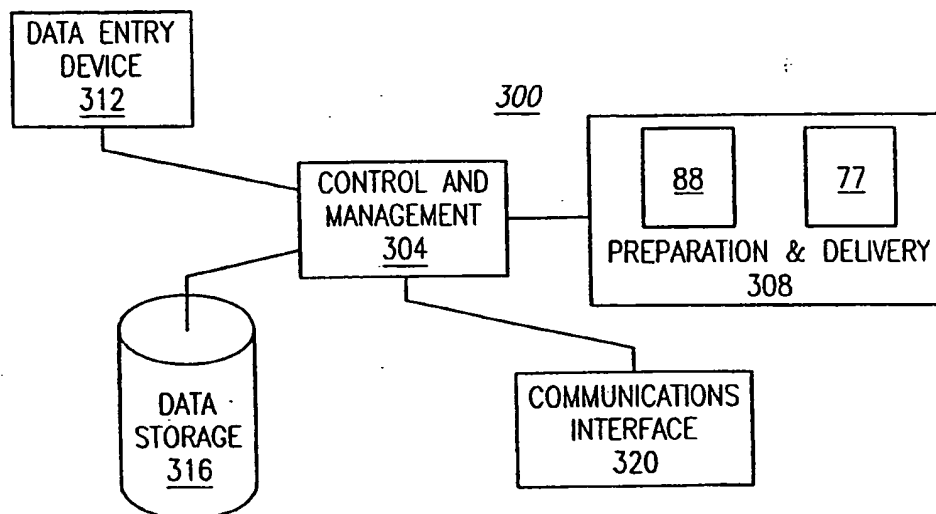 DATA ENTRY
DEVICE
312
300
CONTROL AND
MANAGEMENT
304
88
77
PREPARATION & DELIVERY
308
DATA
STORAGE
316
COMMUNICATIONS
INTERFACE
320